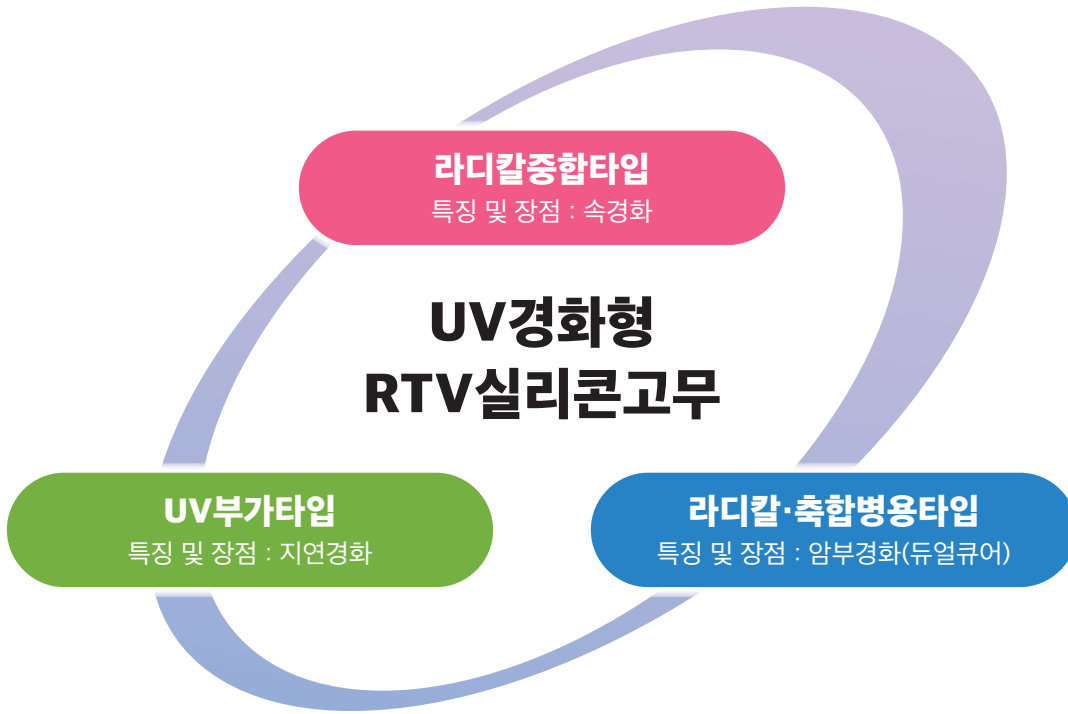 라디칼중합타입
특징 및 장점 : 속경화
UV경화형
RTV실리콘고무
UV부가타입
특징 및 장점 : 지연경화
라디칼·축합병용타입
특징 및 장점 : 암부경화(듀얼큐어)